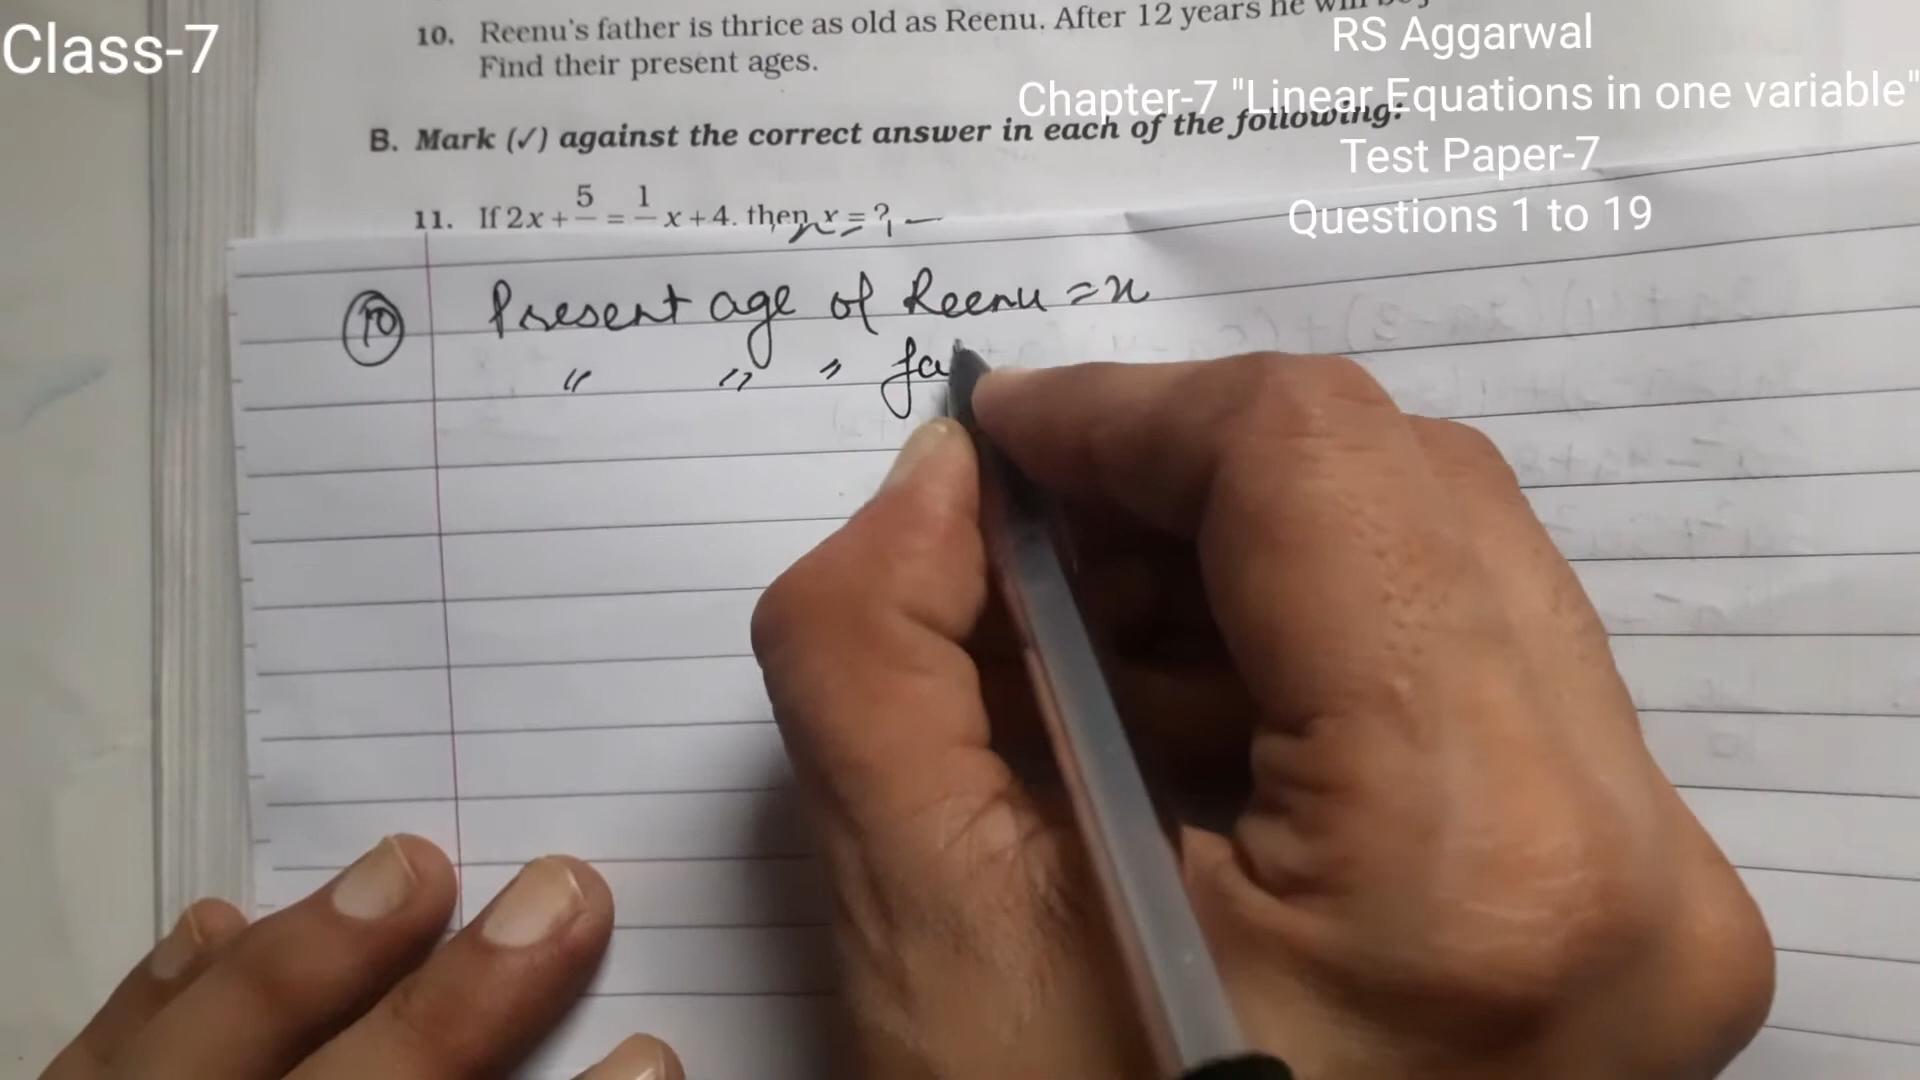 Class-7
RS Aggarwal
Chapter-7 "Linear Equations in one variable"
Test Paper-7
Questions 1 to 19
10. Reenu's father is thrice as old as Reenu. After 12 years he will
Find their present ages.
B. Mark (✓) against the correct answer in each of the following:
11. If 2x + 5/ = 1/ x + 4. then x = ?
10 Present age of Reenu = x
" " " fa